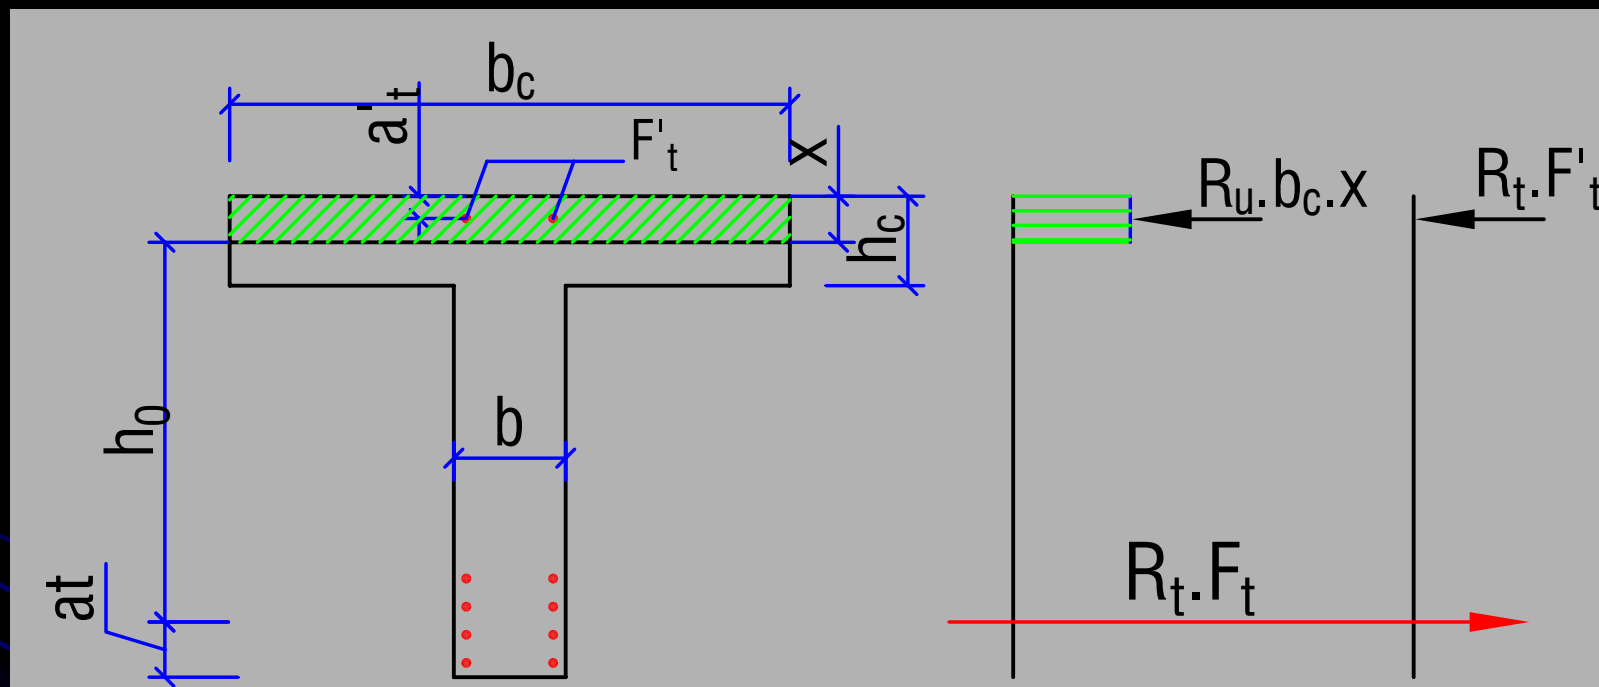 b_c
a'_t
F'_t
x
h_c
R_u.b_c.x
R_t.F'_t
h_0
b
at
R_t.F_t